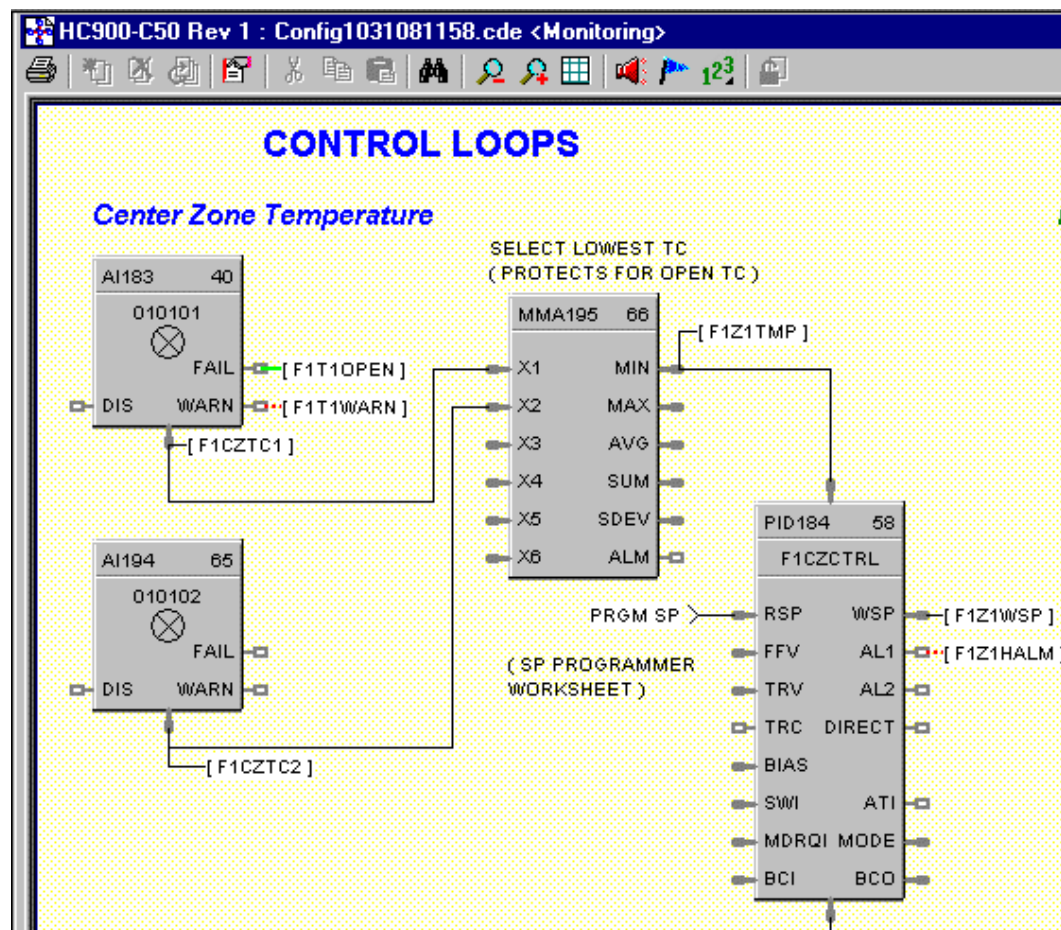 HC900-C50 Rev 1 : Config1031081158.cde <Monitoring>
123
CONTROL LOOPS
Center Zone Temperature
SELECT LOWEST TC
( PROTECTS FOR OPEN TC )
AI183 40
010101
FAIL
[ F1T1OPEN ]
DIS WARN
[ F1T1WARN ]
[ F1CZTC1 ]
MMA195 66
[ F1Z1TMP ]
X1 MIN
X2 MAX
X3 AVG
X4 SUM
X5 SDEV
X6 ALM
AI194 65
010102
FAIL
DIS WARN
[ F1CZTC2 ]
PRGM SP
( SP PROGRAMMER
WORKSHEET )
PID184 58
F1CZCTRL
RSP WSP
[ F1Z1WSP ]
FFV AL1
[ F1Z1HALM ]
TRV AL2
TRC DIRECT
BIAS
SWI ATI
MDRQI MODE
BCI BCO